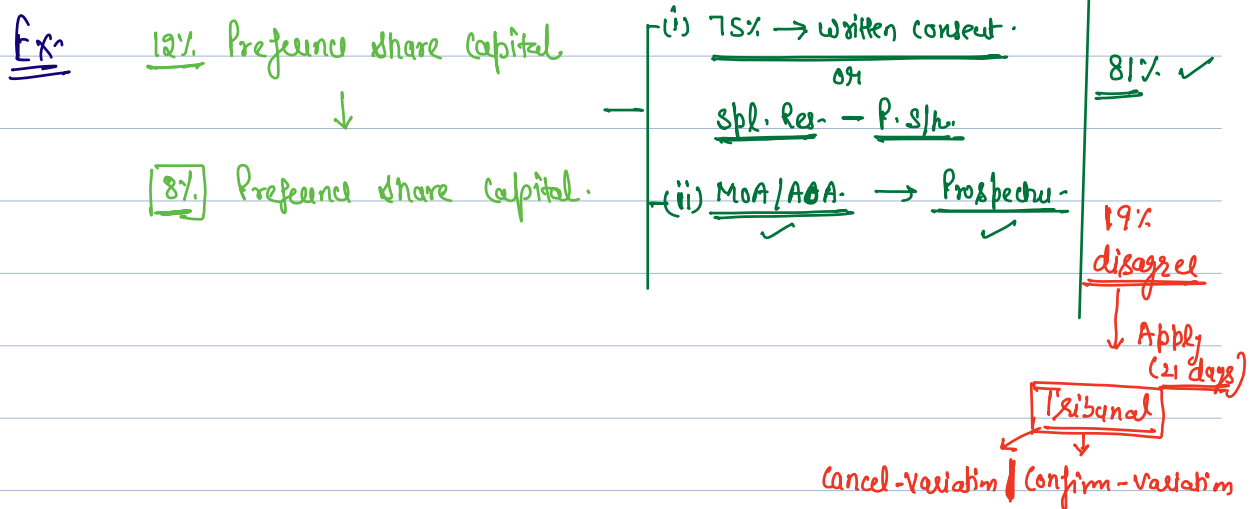 Ex-
12% Preference share capital
8% Preference share capital.
(i) 75% → written consent.
or
Spl. Res. - P. S/h.
(ii) MOA/AOA. → Prospectu-
81% ✓
19%
disagree
Apply
(21 days)
Tribunal
Cancel-variation | Confirm-variation